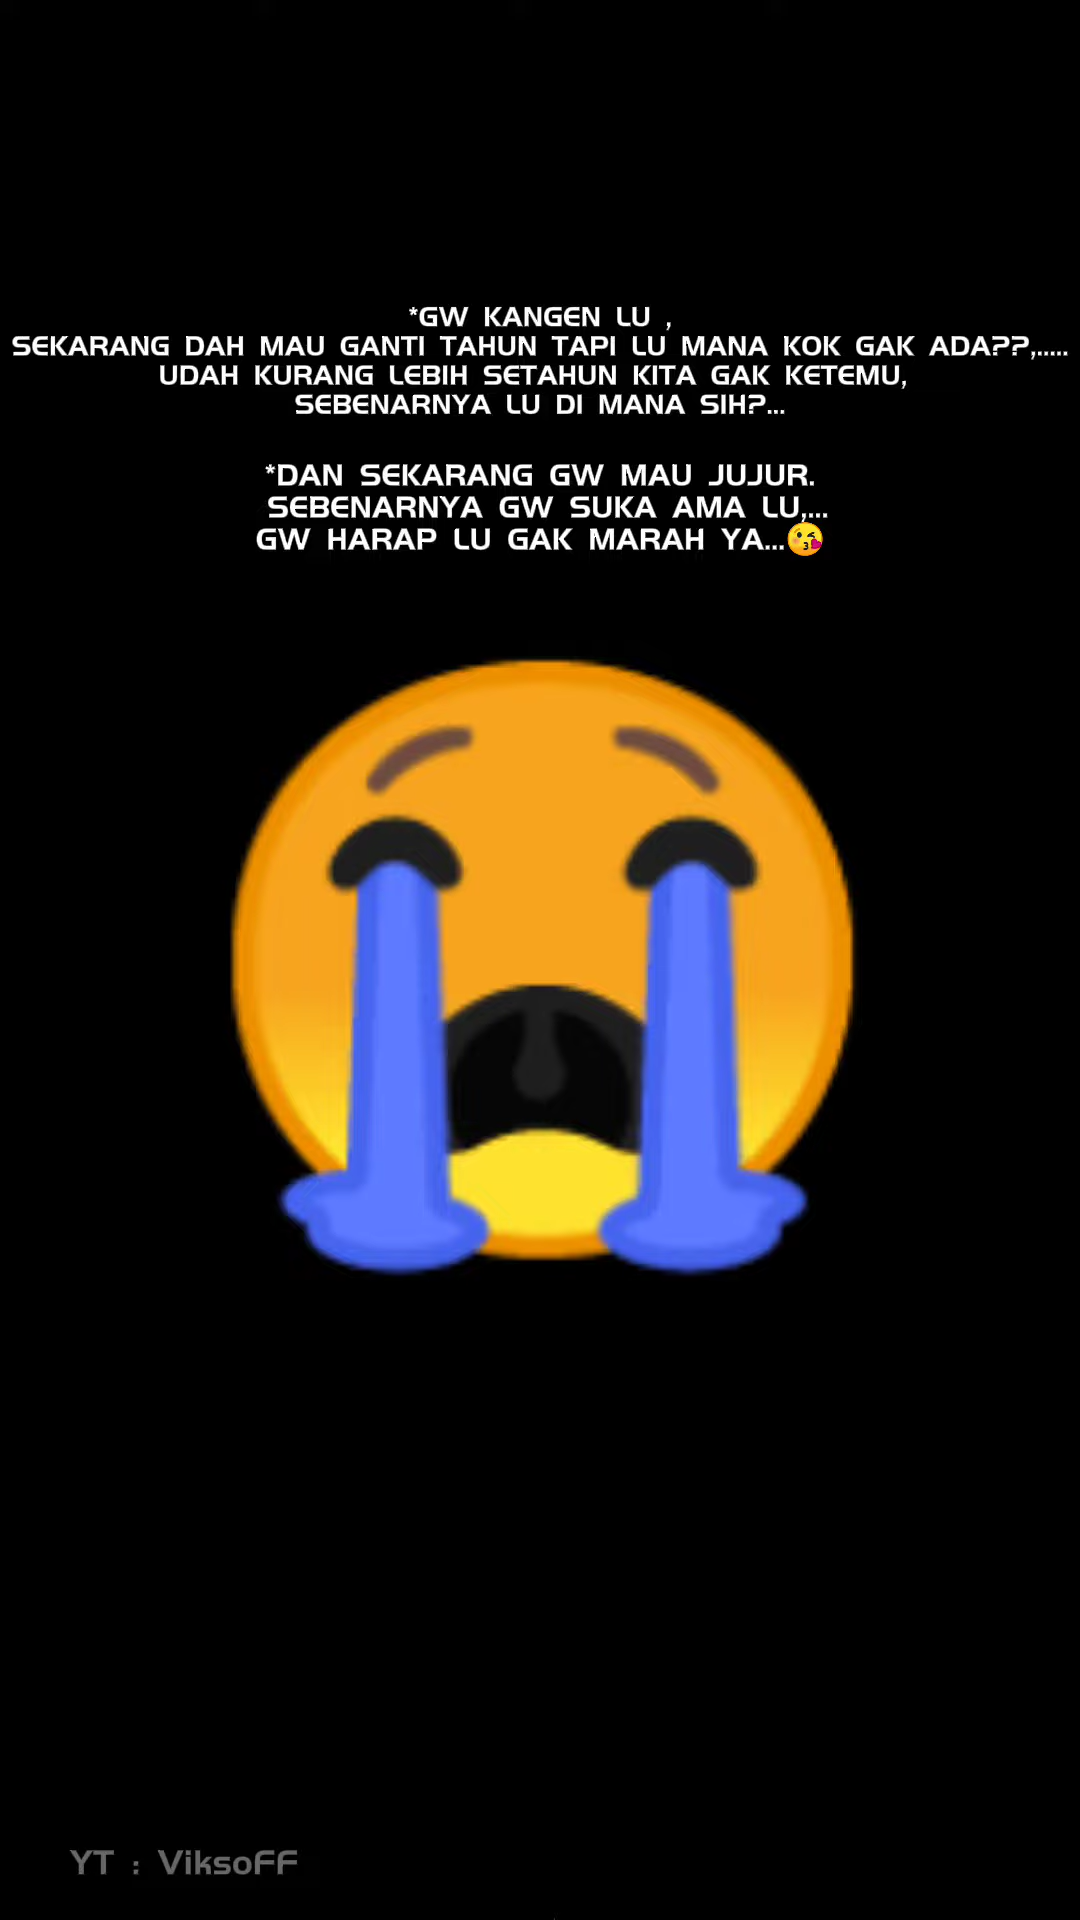 *GW KANGEN LU ,
SEKARANG DAH MAU GANTI TAHUN TAPI LU MANA KOK GAK ADA??,.....
UDAH KURANG LEBIH SETAHUN KITA GAK KETEMU,
SEBENARNYA LU DI MANA SIH?...
*DAN SEKARANG GW MAU JUJUR.
SEBENARNYA GW SUKA AMA LU,...
GW HARAP LU GAK MARAH YA...😘
YT : ViksoFF